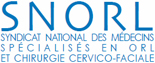 SNORL
SYNDICAT NATIONAL DES MÉDECINS
SPÉCIALISÉS EN ORL
ET CHIRURGIE CERVICO-FACIALE